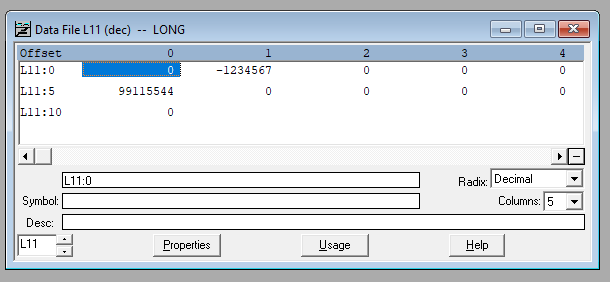 Data File L11 (dec)  --  LONG
Offset 0 1 2 3 4
L11:0 0 -1234567 0 0 0
L11:5 99115544 0 0 0 0
L11:10 0
L11:0
Radix: Decimal
Symbol: Columns: 5
Desc:
L11 Properties Usage Help